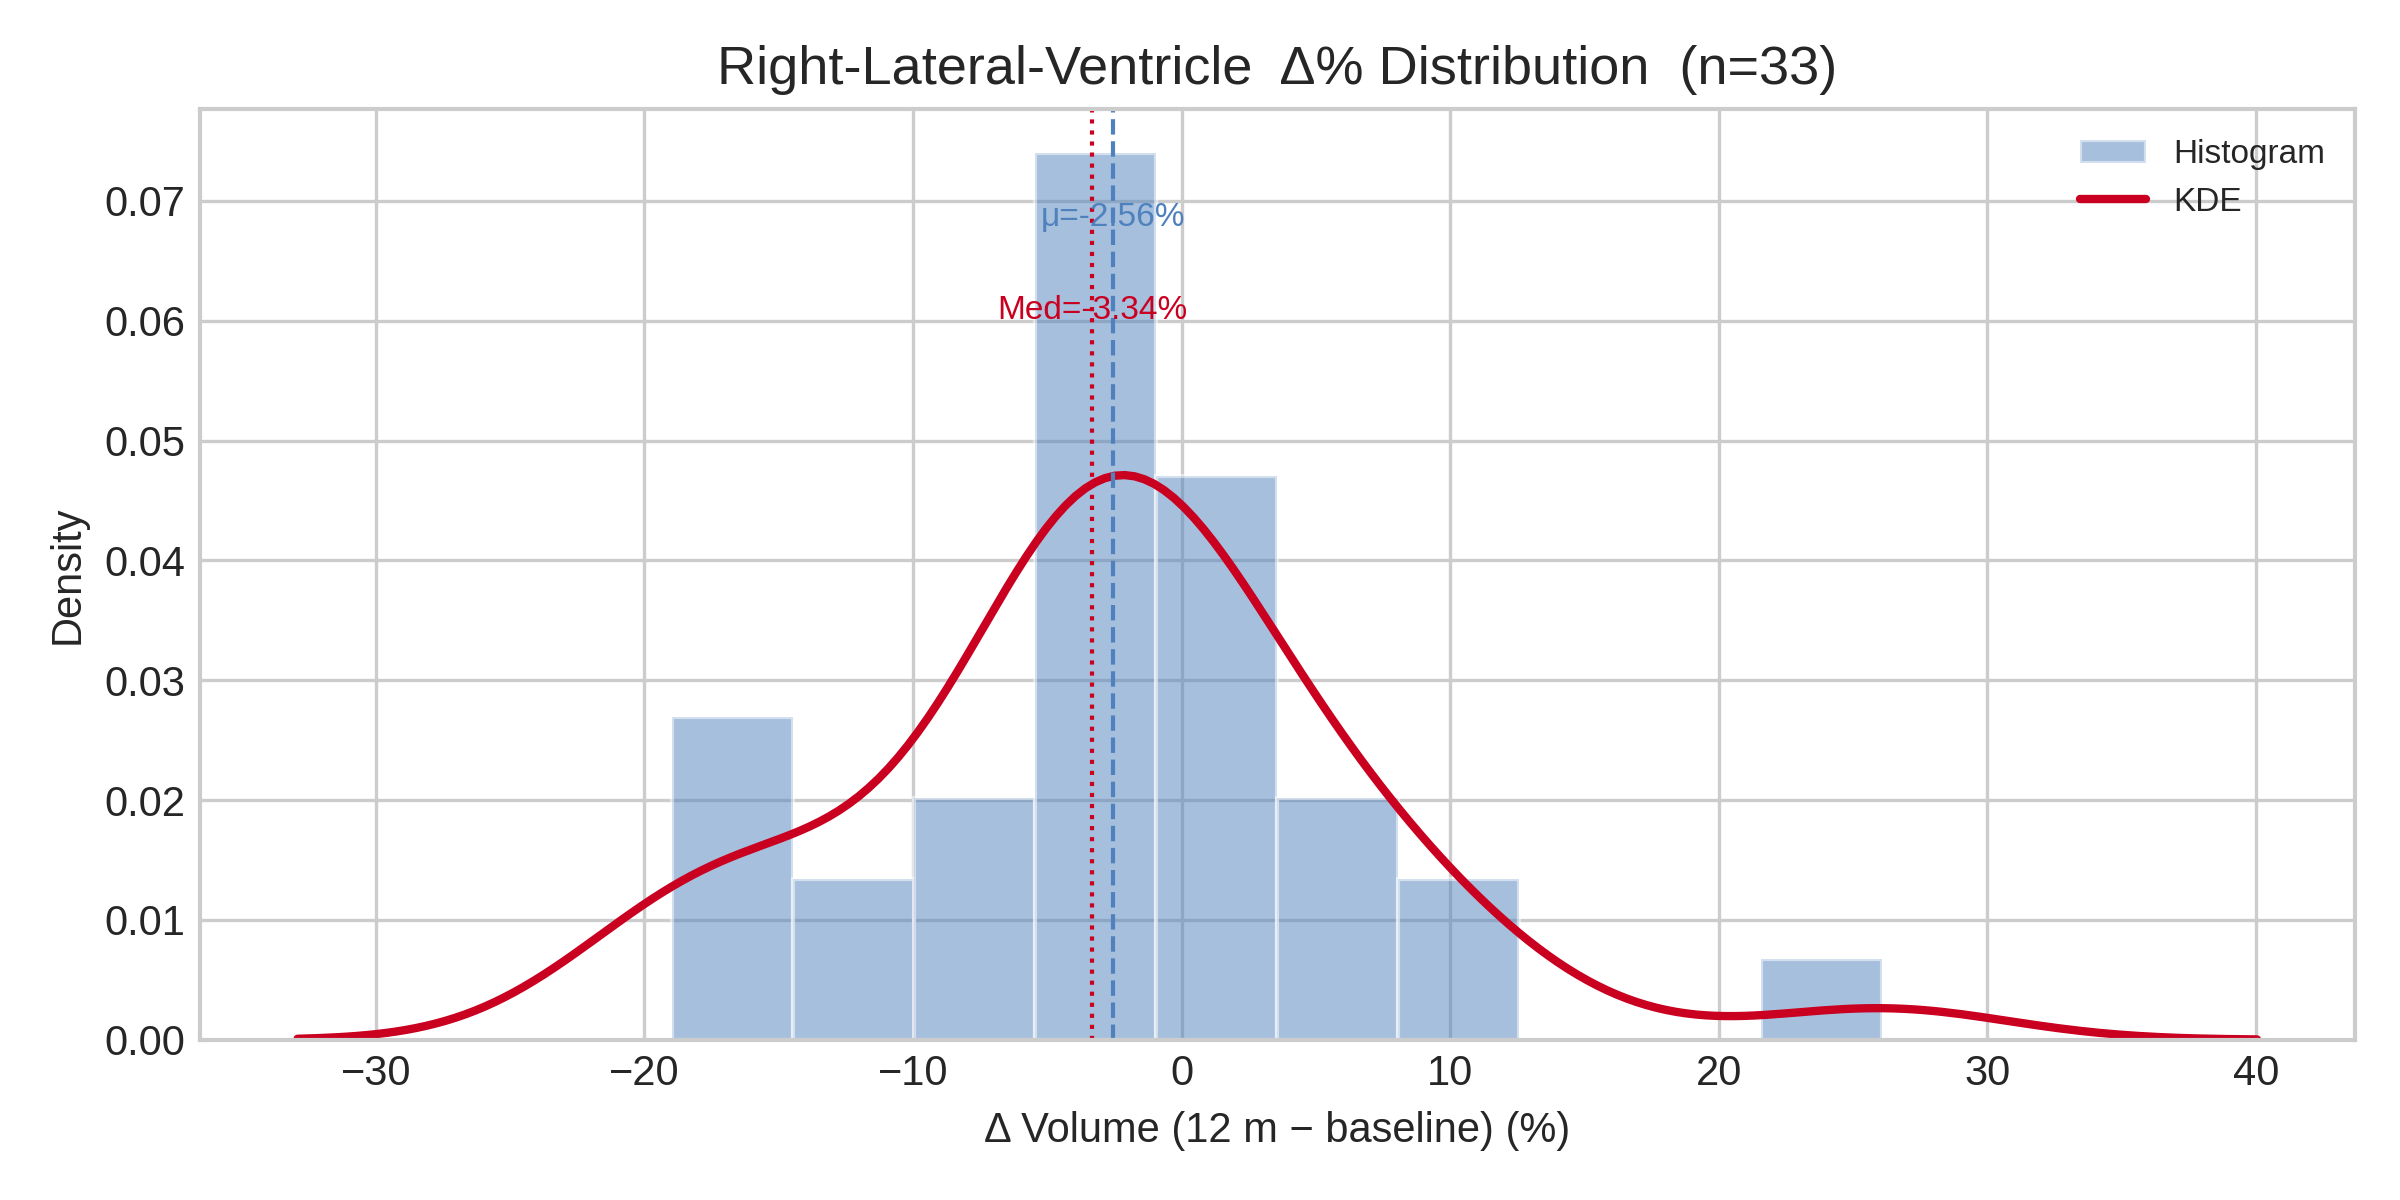 Right-Lateral-Ventricle  Δ% Distribution  (n=33)
Histogram
KDE
μ=-2.56%
Med=-3.34%
Density
0.07
0.06
0.05
0.04
0.03
0.02
0.01
0.00
−30 −20 −10 0 10 20 30 40
Δ Volume (12 m − baseline) (%)